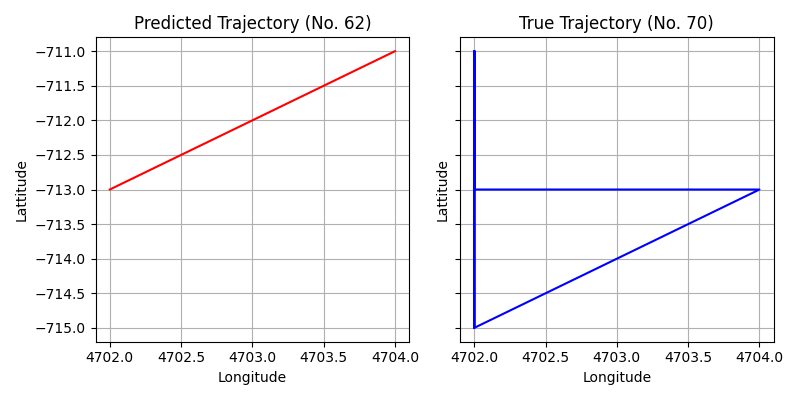 Predicted Trajectory (No. 62)
True Trajectory (No. 70)
−711.0
−711.5
−712.0
−712.5
−713.0
−713.5
−714.0
−714.5
−715.0
Lattitude
Lattitude
4702.0 4702.5 4703.0 4703.5 4704.0
4702.0 4702.5 4703.0 4703.5 4704.0
Longitude
Longitude